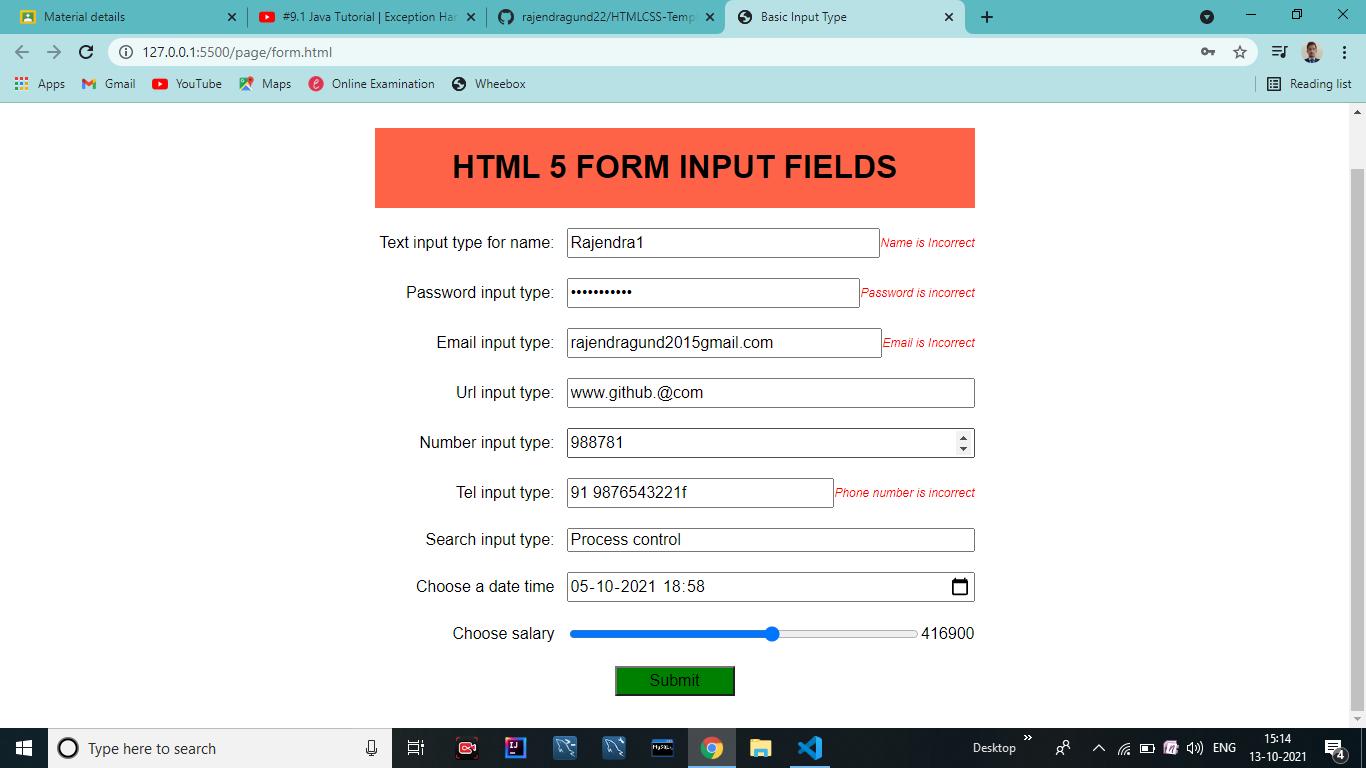 Material details
#9.1 Java Tutorial | Exception Har
rajendragund22/HTMLCSS-Temp
Basic Input Type
127.0.0.1:5500/page/form.html
Apps Gmail YouTube Maps Online Examination Wheebox Reading list
HTML 5 FORM INPUT FIELDS
Text input type for name: Rajendra1 Name is Incorrect
Password input type: ••••••••••• Password is incorrect
Email input type: rajendragund2015gmail.com Email is Incorrect
Url input type: www.github.@com
Number input type: 988781
Tel input type: 91 9876543221f Phone number is incorrect
Search input type: Process control
Choose a date time 05-10-2021 18:58
Choose salary 416900
Submit
Type here to search
Desktop
ENG
15:14
13-10-2021
4